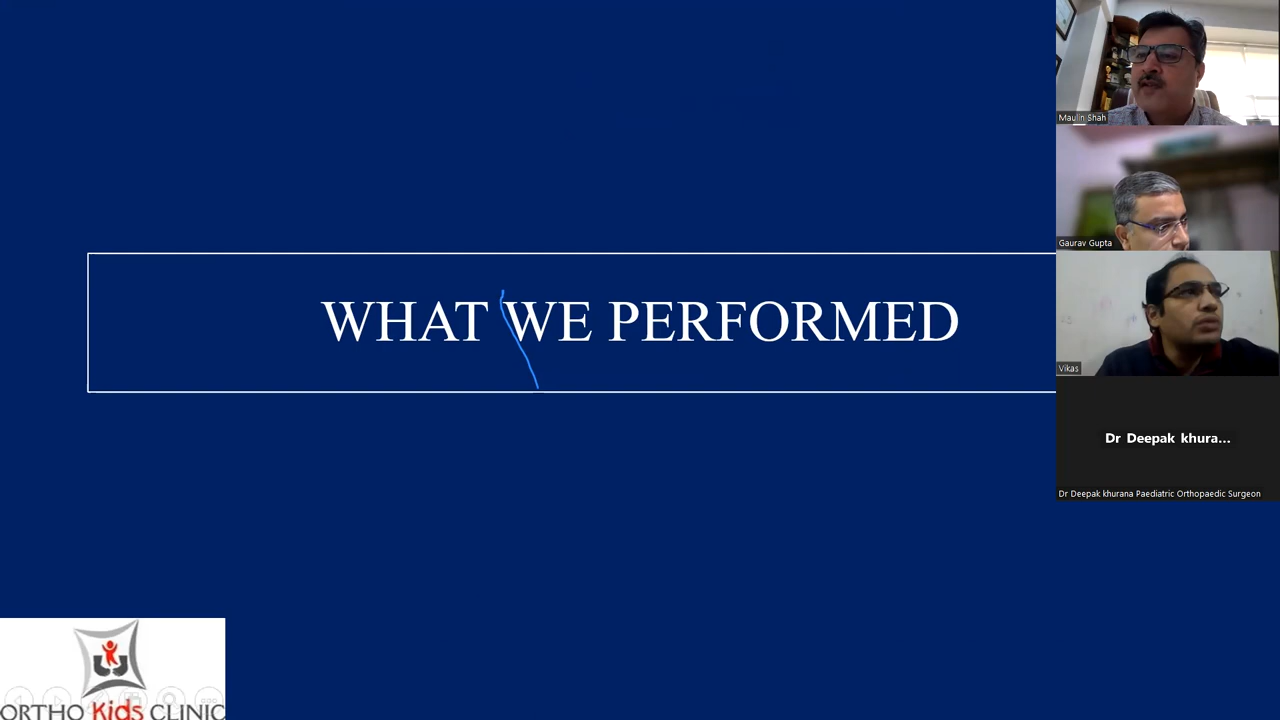 WHAT WE PERFORMED
Maulin Shah
Gaurav Gupta
Vikas
Dr Deepak khura...
Dr Deepak khurana Paediatric Orthopaedic Surgeon
ORTHO Kids CLINIC